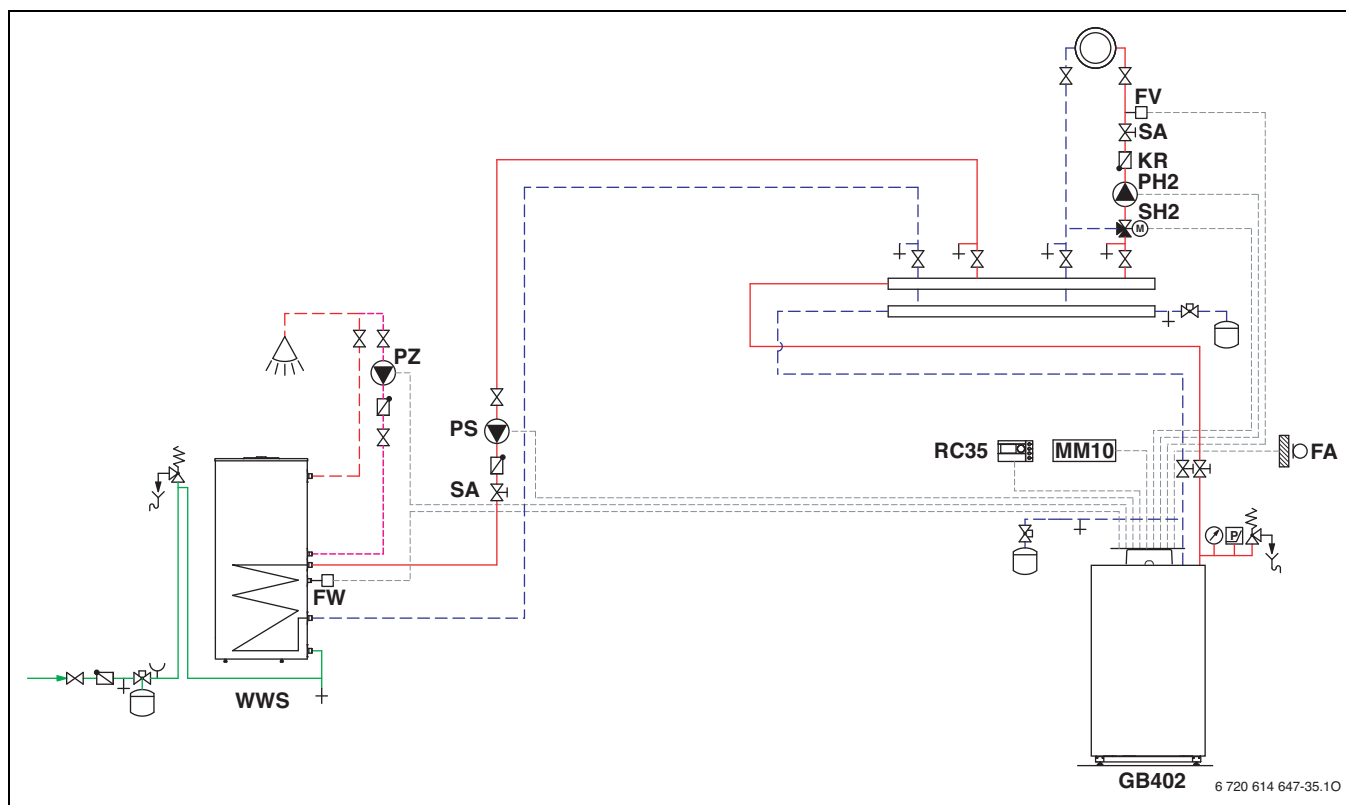 FV
SA
KR
PH2
SH2
M
PZ
PS
SA
RC35
MM10
FA
P
FW
WWS
GB402
6 720 614 647-35.1O